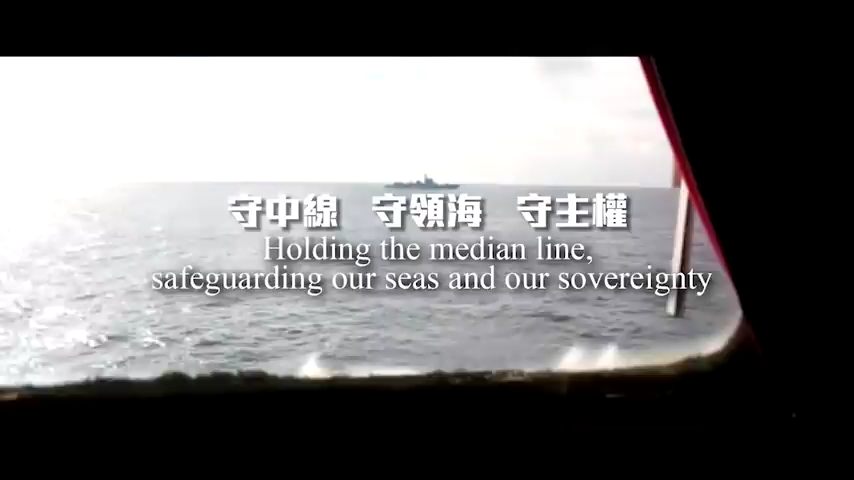 守中線 守領海 守主權
Holding the median line,
safeguarding our seas and our sovereignty